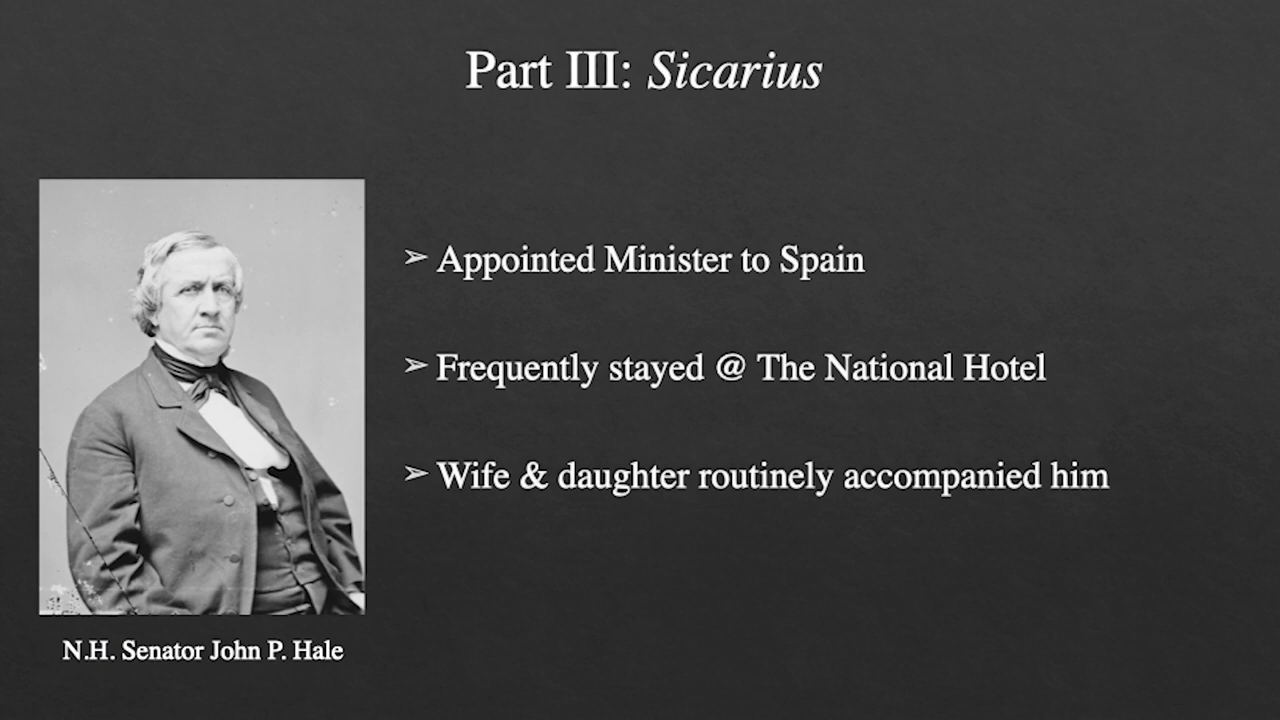 Part III: Sicarius
➢ Appointed Minister to Spain
➢ Frequently stayed @ The National Hotel
➢ Wife & daughter routinely accompanied him
N.H. Senator John P. Hale